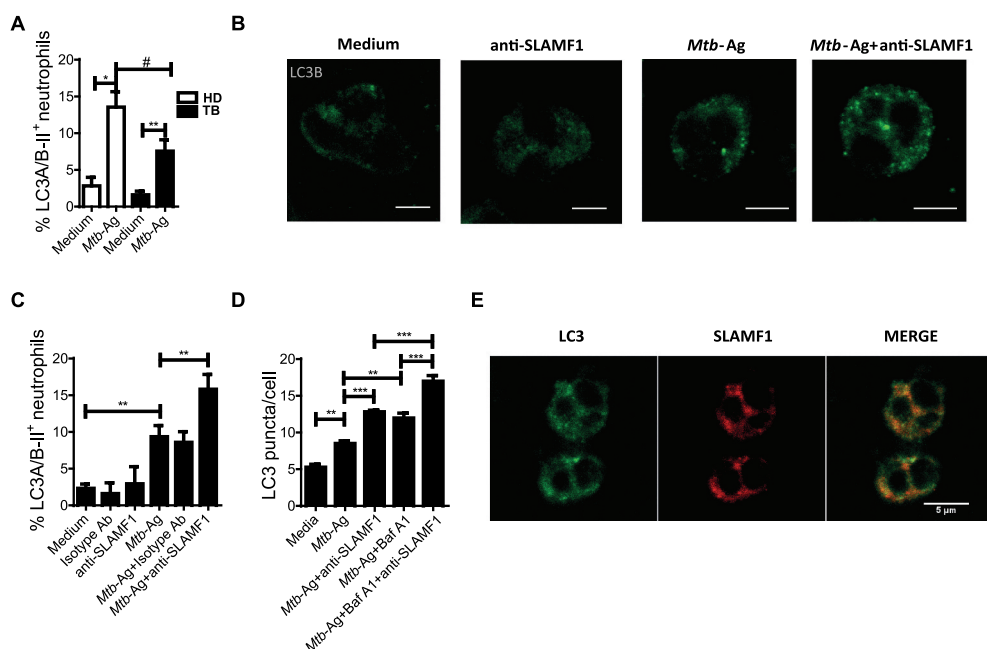 A
% LC3A/B-II+ neutrophils
20
15
10
5
0
*
#
**
HD
TB
Medium
Mtb-Ag
Medium
Mtb-Ag
B
Medium
anti-SLAMF1
Mtb-Ag
Mtb-Ag+anti-SLAMF1
LC3B
C
% LC3A/B-II+ neutrophils
20
15
10
5
0
**
**
Medium
Isotype Ab
anti-SLAMF1
Mtb-Ag
Mtb-Ag+Isotype Ab
Mtb-Ag+anti-SLAMF1
D
LC3 puncta/cell
20
15
10
5
0
***
***
**
***
**
Media
Mtb-Ag
Mtb-Ag+anti-SLAMF1
Mtb-Ag+Baf A1
Mtb-Ag+Baf A1+anti-SLAMF1
E
LC3
SLAMF1
MERGE
5 μm